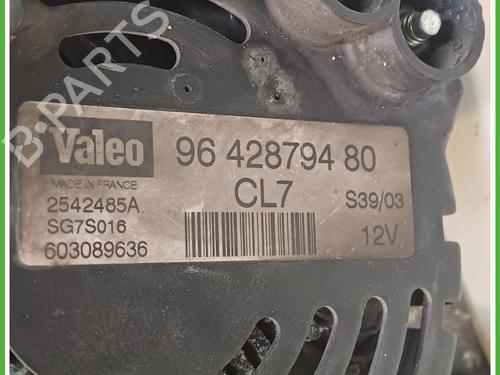 B-PARTS
Valeo
96 428794 80
MADE IN FRANCE
CL7
S39/03
2542485A
SG7S016
12V
603089636